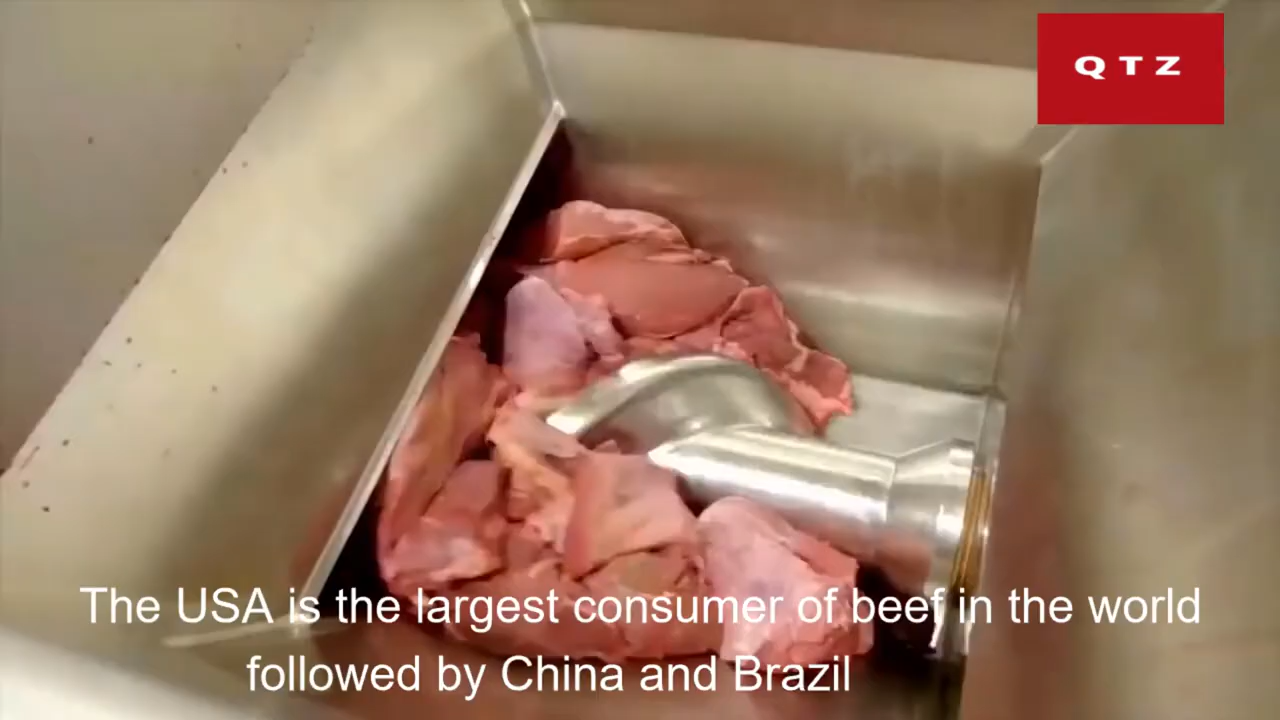 QTZ
The USA is the largest consumer of beef in the world
followed by China and Brazil